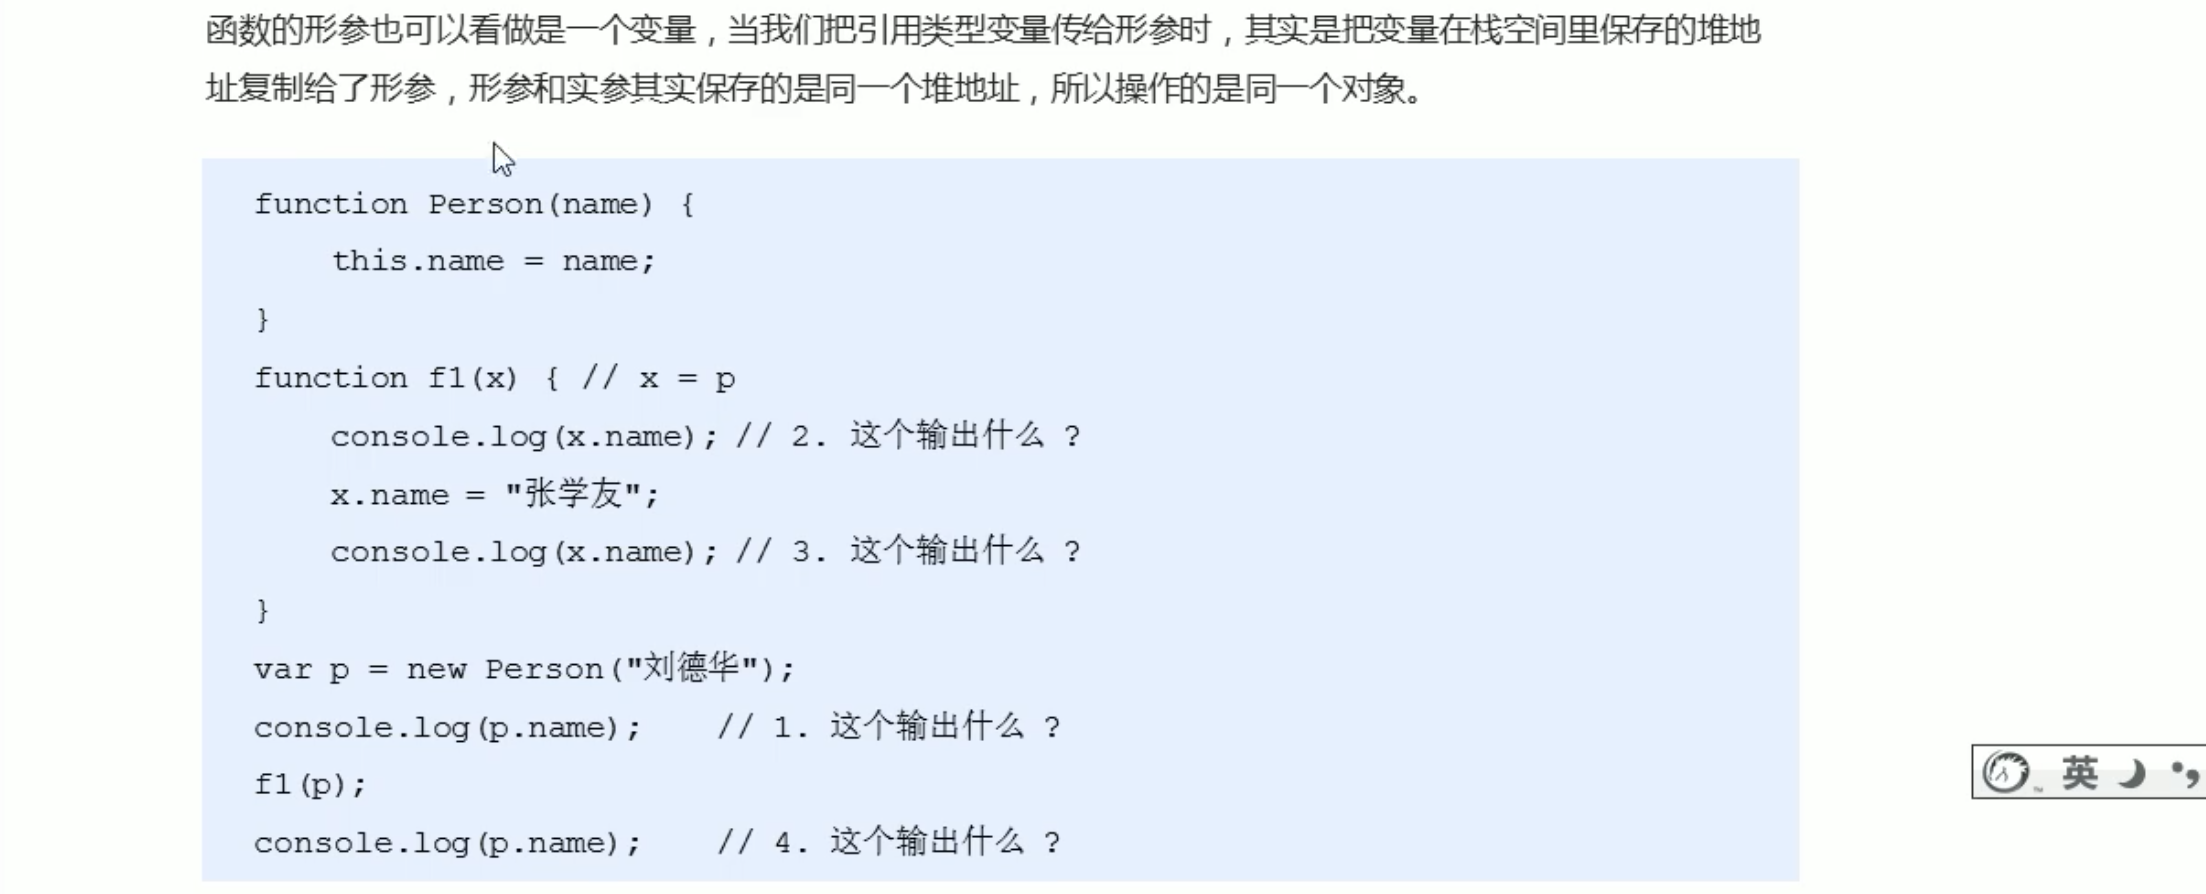 函数的形参也可以看做是一个变量，当我们把引用类型变量传给形参时，其实是把变量在栈空间里保存的堆地
址复制给了形参，形参和实参其实保存的是同一个堆地址，所以操作的是同一个对象。
function Person(name) {
    this.name = name;
}
function f1(x) { // x = p
    console.log(x.name); // 2. 这个输出什么 ?
    x.name = "张学友";
    console.log(x.name); // 3. 这个输出什么 ?
}
var p = new Person("刘德华");
console.log(p.name);    // 1. 这个输出什么 ?
f1(p);
console.log(p.name);    // 4. 这个输出什么 ?
英